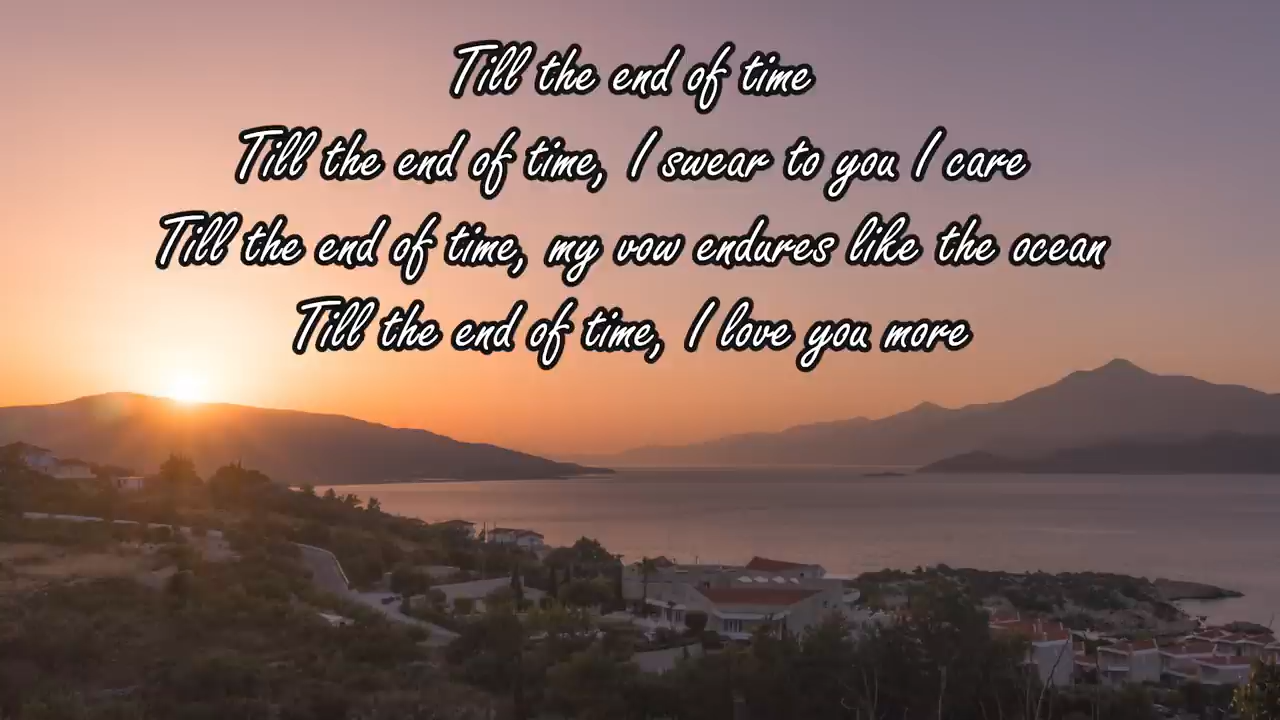 Till the end of time
Till the end of time, I swear to you I care
Till the end of time, my vow endures like the ocean
Till the end of time, I love you more